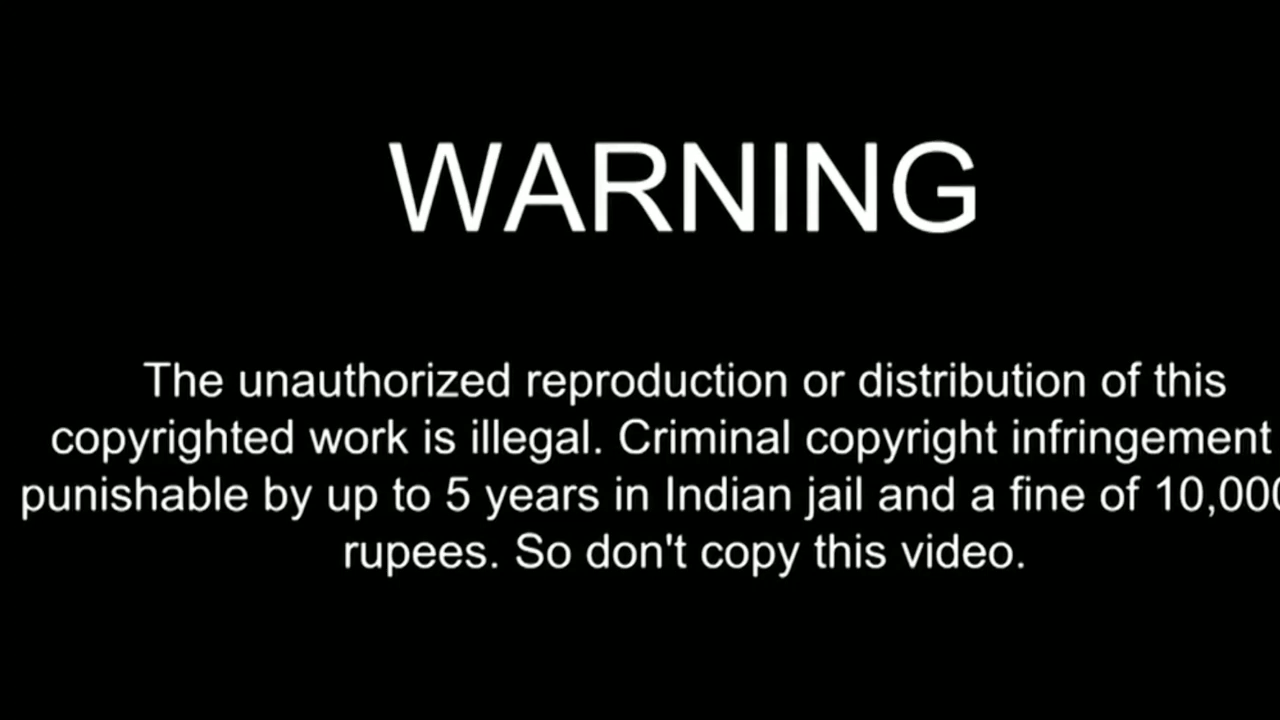 WARNING
The unauthorized reproduction or distribution of this
copyrighted work is illegal. Criminal copyright infringement
punishable by up to 5 years in Indian jail and a fine of 10,000
rupees. So don't copy this video.